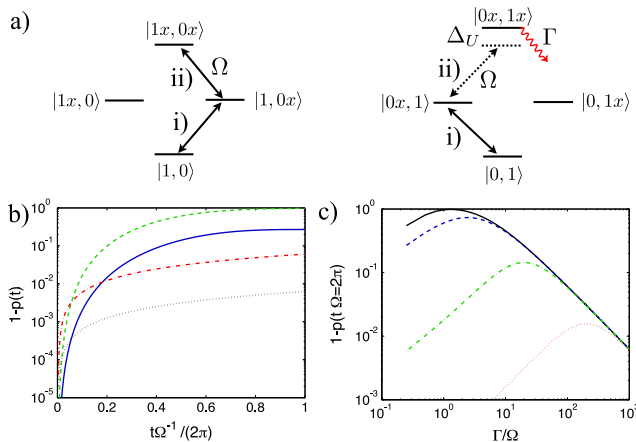 a)
|1x, 0x⟩
ii)
Ω
|1x, 0⟩
|1, 0x⟩
i)
|1, 0⟩
|0x, 1x⟩
Δ_U
Γ
ii)
Ω
|0x, 1⟩
|0, 1x⟩
i)
|0, 1⟩
b)
10^0
10^-1
10^-2
10^-3
10^-4
10^-5
1-p(t)
0 0.2 0.4 0.6 0.8 1
tΩ^-1/(2π)
c)
10^0
10^-1
10^-2
10^-3
1-p(t Ω=2π)
10^-1 10^0 10^1 10^2 10^3
Γ/Ω